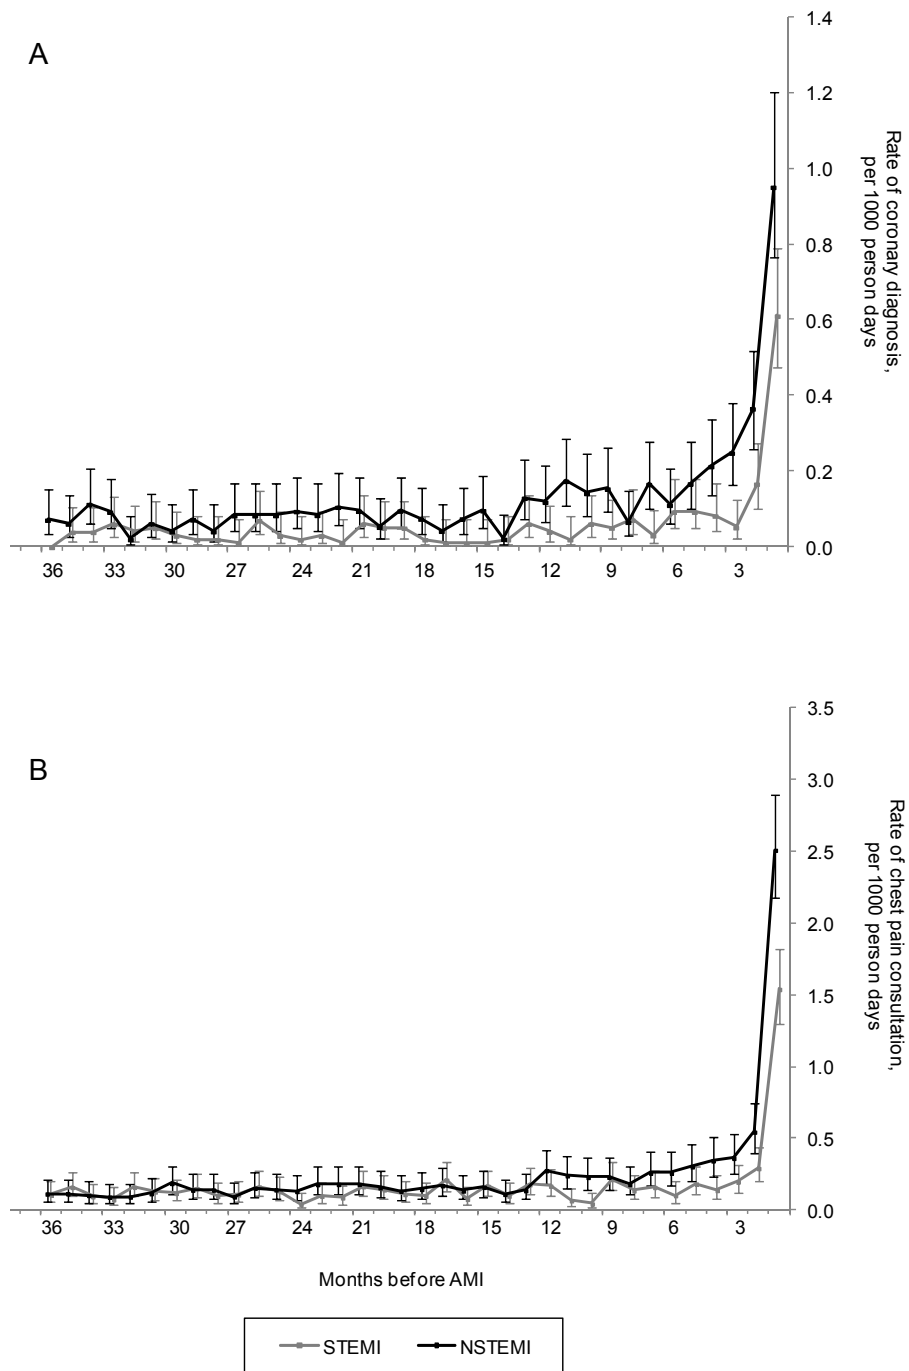 A
1.4
1.2
1.0
0.8
0.6
0.4
0.2
0.0
Rate of coronary diagnosis,
per 1000 person days
36 33 30 27 24 21 18 15 12 9 6 3
B
3.5
3.0
2.5
2.0
1.5
1.0
0.5
0.0
Rate of chest pain consultation,
per 1000 person days
36 33 30 27 24 21 18 15 12 9 6 3
Months before AMI
STEMI NSTEMI